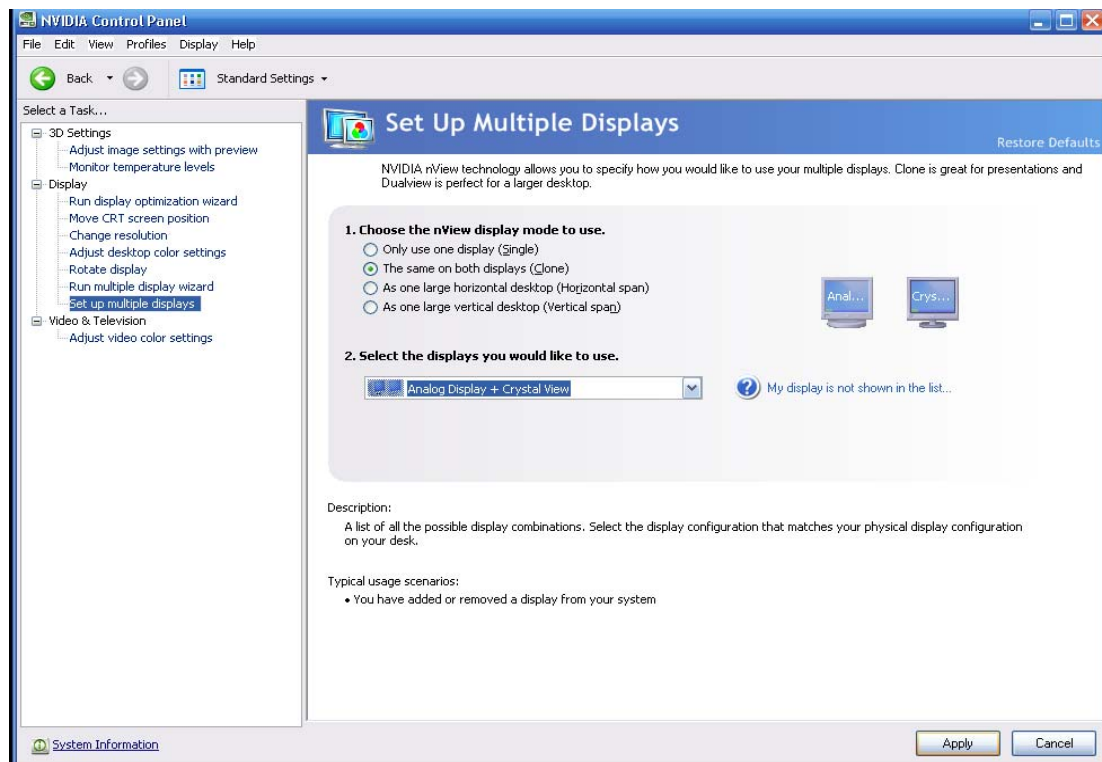 NVIDIA Control Panel
File Edit View Profiles Display Help
Back Standard Settings
Select a Task...
3D Settings
Adjust image settings with preview
Monitor temperature levels
Display
Run display optimization wizard
Move CRT screen position
Change resolution
Adjust desktop color settings
Rotate display
Run multiple display wizard
Set up multiple displays
Video & Television
Adjust video color settings
System Information
Set Up Multiple Displays
Restore Defaults
NVIDIA nView technology allows you to specify how you would like to use your multiple displays. Clone is great for presentations and
Dualview is perfect for a larger desktop.
1. Choose the nView display mode to use.
Only use one display (Single)
The same on both displays (Clone)
As one large horizontal desktop (Horizontal span)
As one large vertical desktop (Vertical span)
Anal... Crys...
2. Select the displays you would like to use.
Analog Display + Crystal View
My display is not shown in the list...
Description:
A list of all the possible display combinations. Select the display configuration that matches your physical display configuration
on your desk.
Typical usage scenarios:
• You have added or removed a display from your system
Apply Cancel